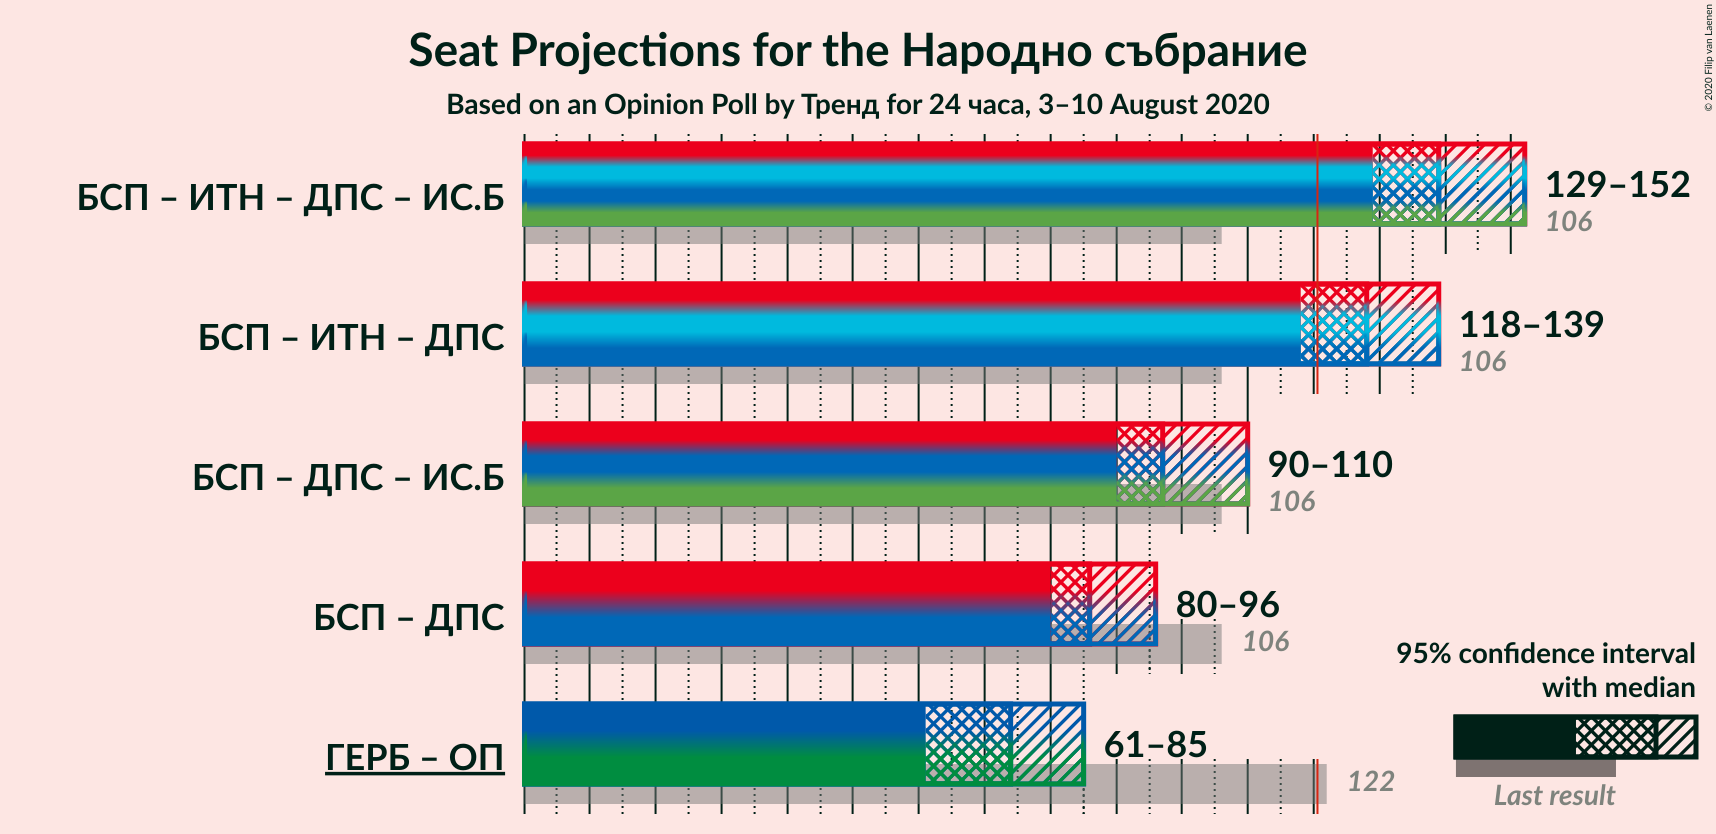 Seat Projections for the Народно събрание
Based on an Opinion Poll by Тренд for 24 часа, 3–10 August 2020
© 2020 Filip van Laenen
БСП – ИТН – ДПС – ИС.Б
129–152
106
БСП – ИТН – ДПС
118–139
106
БСП – ДПС – ИС.Б
90–110
106
БСП – ДПС
80–96
106
ГЕРБ – ОП
61–85
122
95% confidence interval
with median
Last result